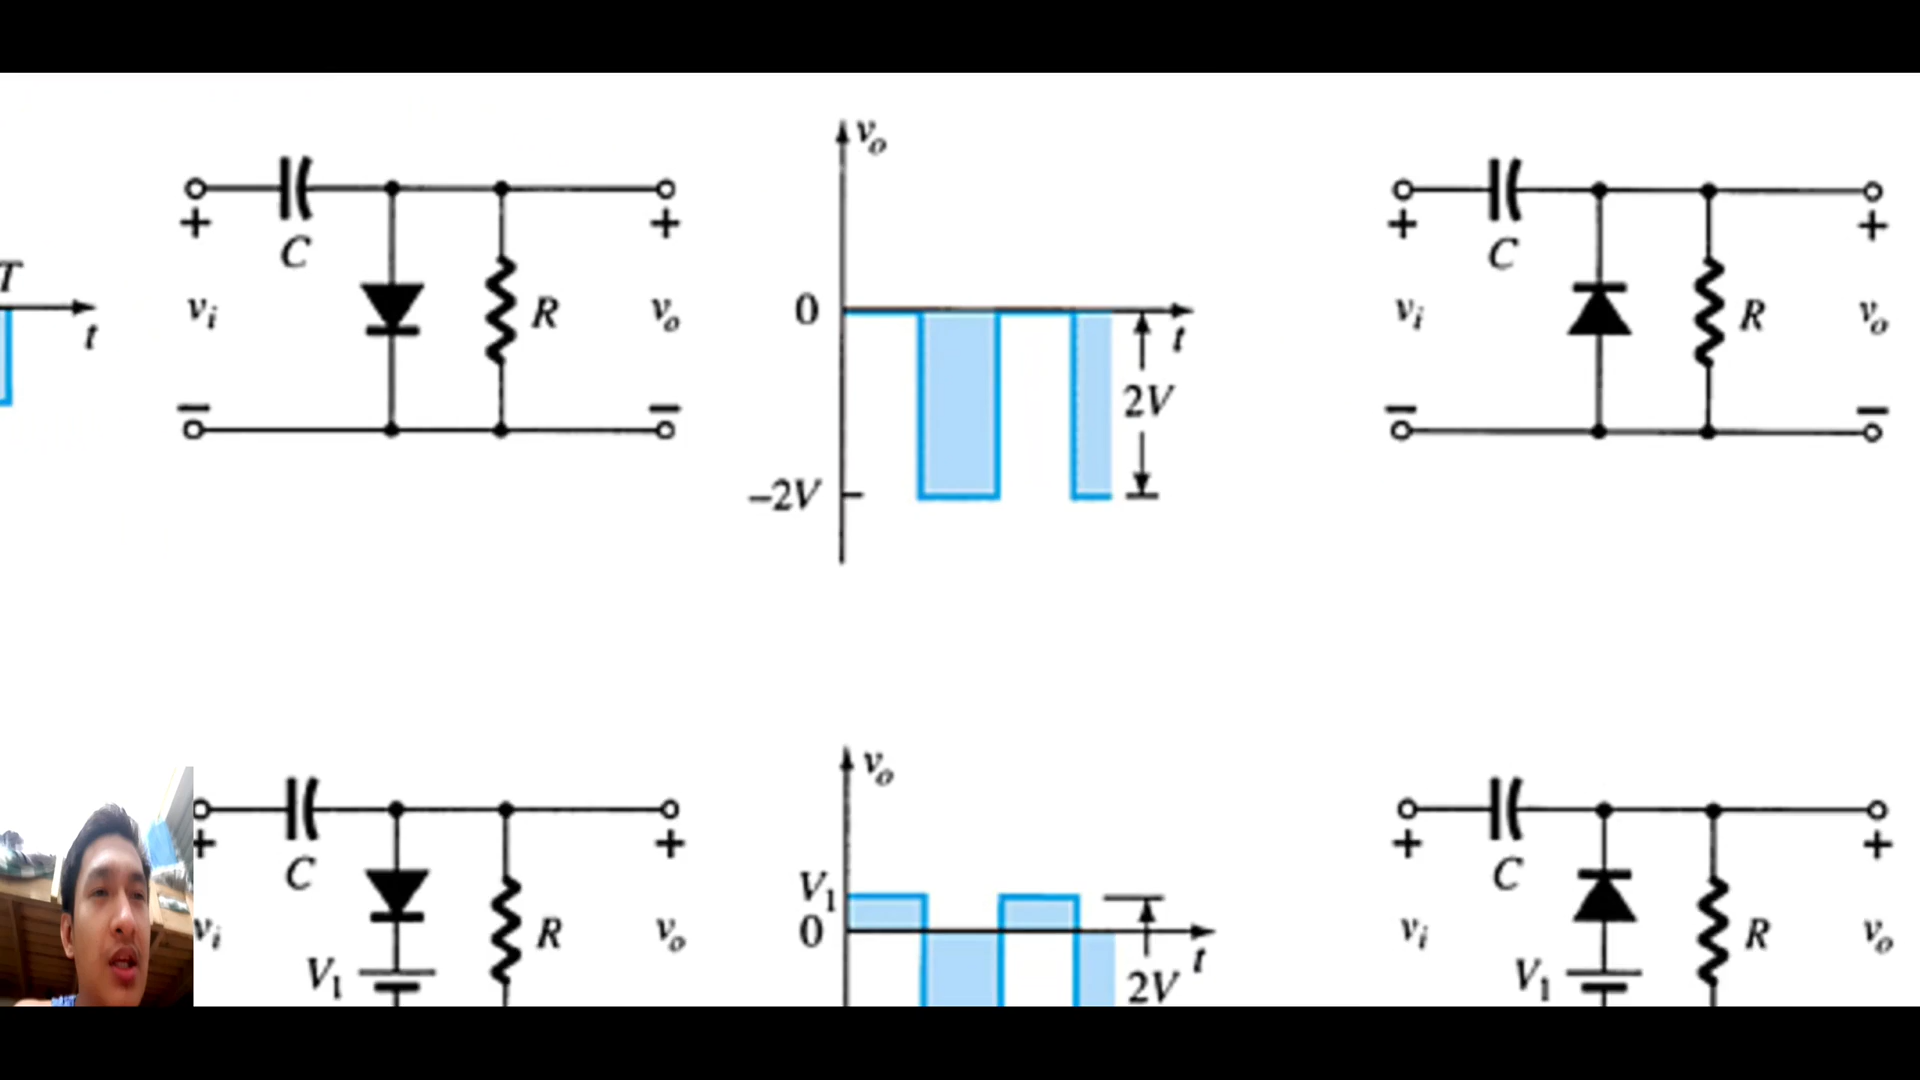 T
t
+
C
v_i
−
R
+
v_o
−
v_o
0
t
2V
−2V
+
C
v_i
−
R
+
v_o
−
+
C
v_i
V_1
R
+
v_o
v_o
V_1
0
t
2V
+
C
v_i
V_1
R
+
v_o